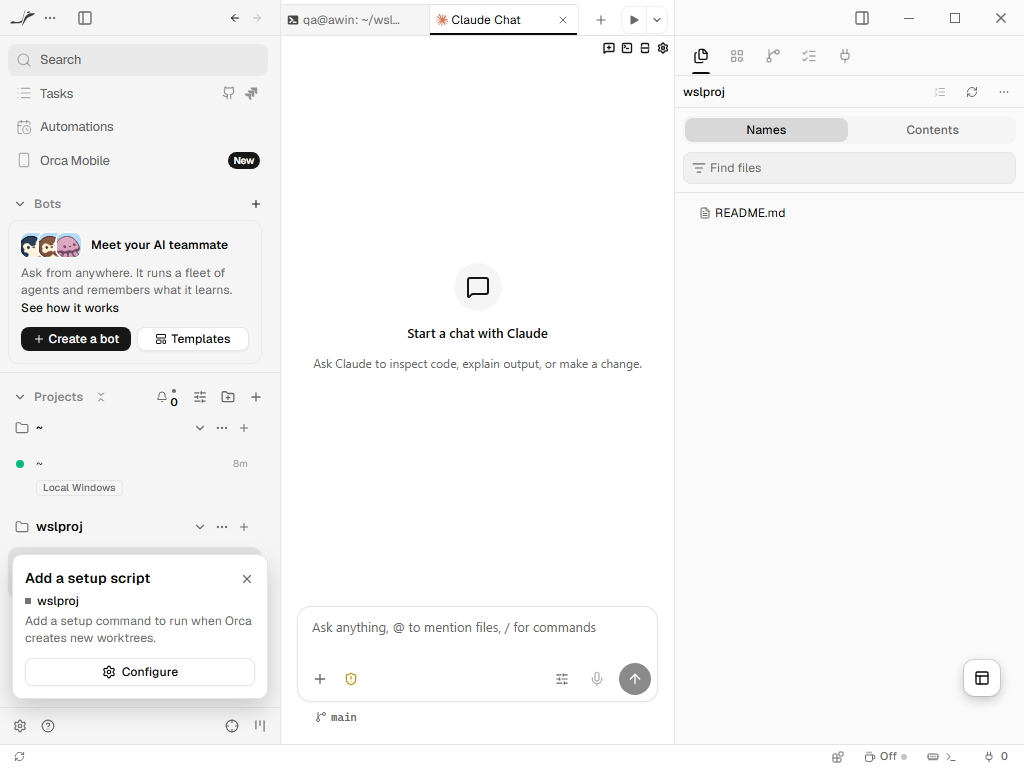 qa@awin: ~/wsl...
Claude Chat
Search
Tasks
Automations
Orca Mobile
New
Bots
Meet your AI teammate
Ask from anywhere. It runs a fleet of
agents and remembers what it learns.
See how it works
Create a bot
Templates
Projects
0
~
~
8m
Local Windows
wslproj
Add a setup script
wslproj
Add a setup command to run when Orca
creates new worktrees.
Configure
Start a chat with Claude
Ask Claude to inspect code, explain output, or make a change.
Ask anything, @ to mention files, / for commands
main
wslproj
Names
Contents
Find files
README.md
Off
0